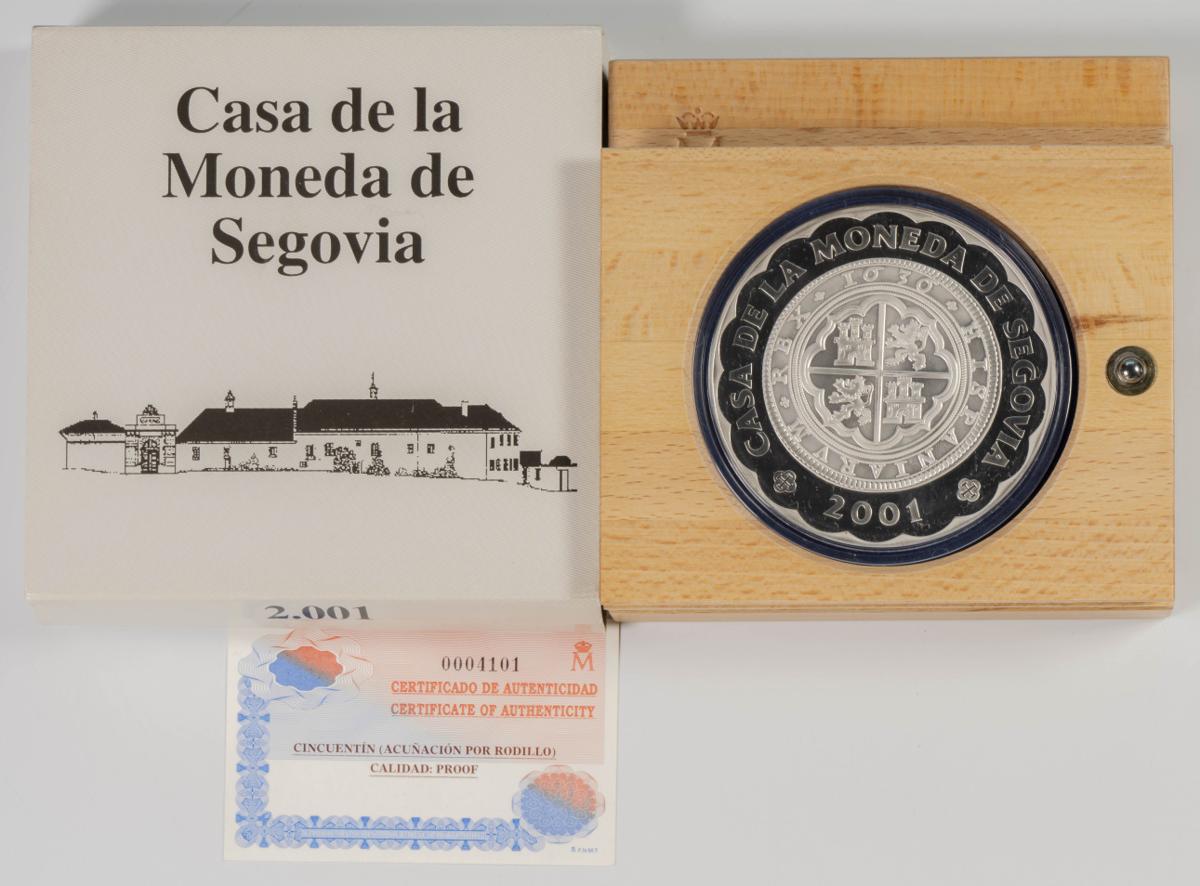 Casa de la
Moneda de
Segovia
CASA DE LA MONEDA DE SEGOVIA
2001
1630
HISPANIARVM REX
2.001
0004101
M
CERTIFICADO DE AUTENTICIDAD
CERTIFICATE OF AUTHENTICITY
CINCUENTÍN (ACUÑACIÓN POR RODILLO)
CALIDAD: PROOF